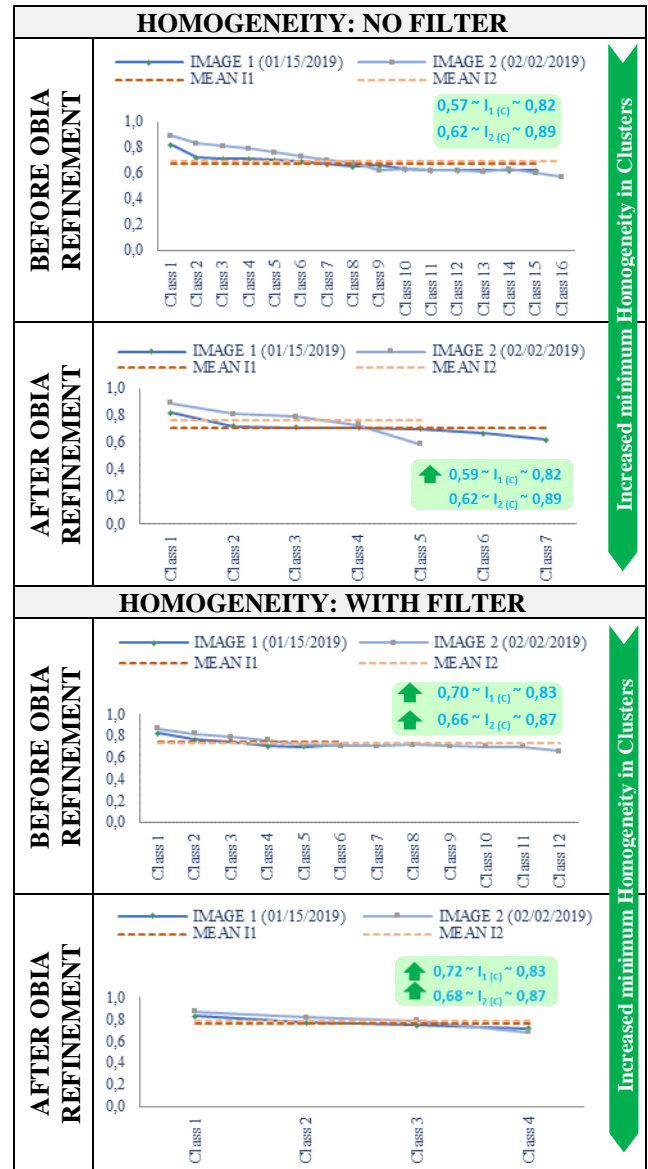 HOMOGENEITY: NO FILTER
BEFORE OBIA
REFINEMENT
IMAGE 1 (01/15/2019)
IMAGE 2 (02/02/2019)
MEAN I1
MEAN I2
0,57 ~ I1 (C) ~ 0,82
0,62 ~ I2 (C) ~ 0,89
1,0
0,8
0,6
0,4
0,2
0,0
Class 1
Class 2
Class 3
Class 4
Class 5
Class 6
Class 7
Class 8
Class 9
Class 10
Class 11
Class 12
Class 13
Class 14
Class 15
Class 16
AFTER OBIA
REFINEMENT
IMAGE 1 (01/15/2019)
IMAGE 2 (02/02/2019)
MEAN I1
MEAN I2
1,0
0,8
0,6
0,4
0,2
0,0
0,59 ~ I1 (C) ~ 0,82
0,62 ~ I2 (C) ~ 0,89
Class 1
Class 2
Class 3
Class 4
Class 5
Class 6
Class 7
Increased minimum Homogeneity in Clusters
HOMOGENEITY: WITH FILTER
BEFORE OBIA
REFINEMENT
IMAGE 1 (01/15/2019)
IMAGE 2 (02/02/2019)
MEAN I1
MEAN I2
0,70 ~ I1 (C) ~ 0,83
0,66 ~ I2 (C) ~ 0,87
1,0
0,8
0,6
0,4
0,2
0,0
Class 1
Class 2
Class 3
Class 4
Class 5
Class 6
Class 7
Class 8
Class 9
Class 10
Class 11
Class 12
AFTER OBIA
REFINEMENT
IMAGE 1 (01/15/2019)
IMAGE 2 (02/02/2019)
MEAN I1
MEAN I2
0,72 ~ I1 (C) ~ 0,83
0,68 ~ I2 (C) ~ 0,87
1,0
0,8
0,6
0,4
0,2
0,0
Class 1
Class 2
Class 3
Class 4
Increased minimum Homogeneity in Clusters